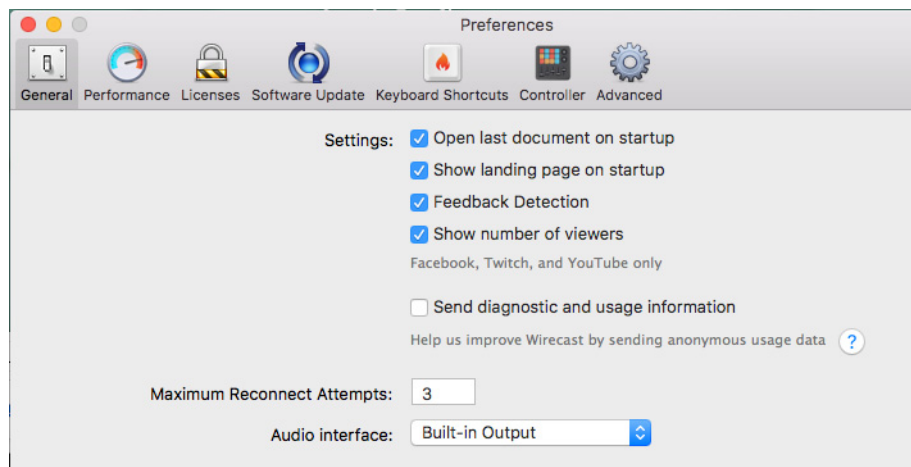 Preferences
General Performance Licenses Software Update Keyboard Shortcuts Controller Advanced
Settings: Open last document on startup
Show landing page on startup
Feedback Detection
Show number of viewers
Facebook, Twitch, and YouTube only
Send diagnostic and usage information
Help us improve Wirecast by sending anonymous usage data ?
Maximum Reconnect Attempts: 3
Audio interface: Built-in Output